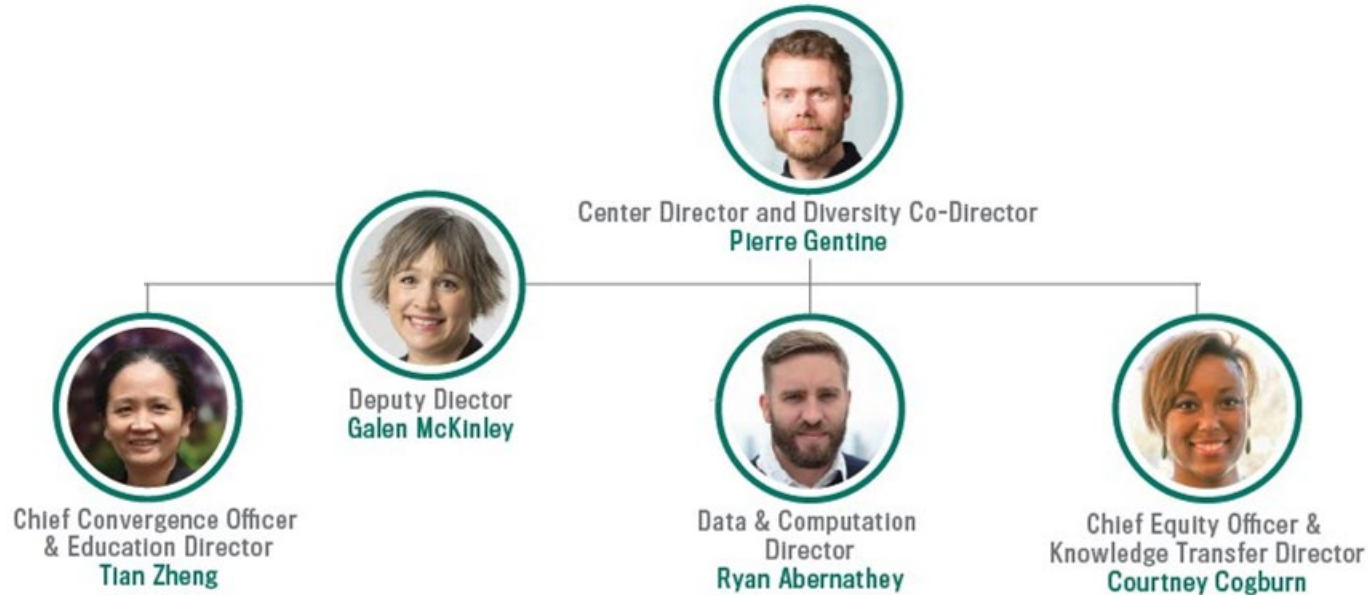 Center Director and Diversity Co-Director
Pierre Gentine
Deputy Diector
Galen McKinley
Chief Convergence Officer
& Education Director
Tian Zheng
Data & Computation
Director
Ryan Abernathey
Chief Equity Officer &
Knowledge Transfer Director
Courtney Cogburn